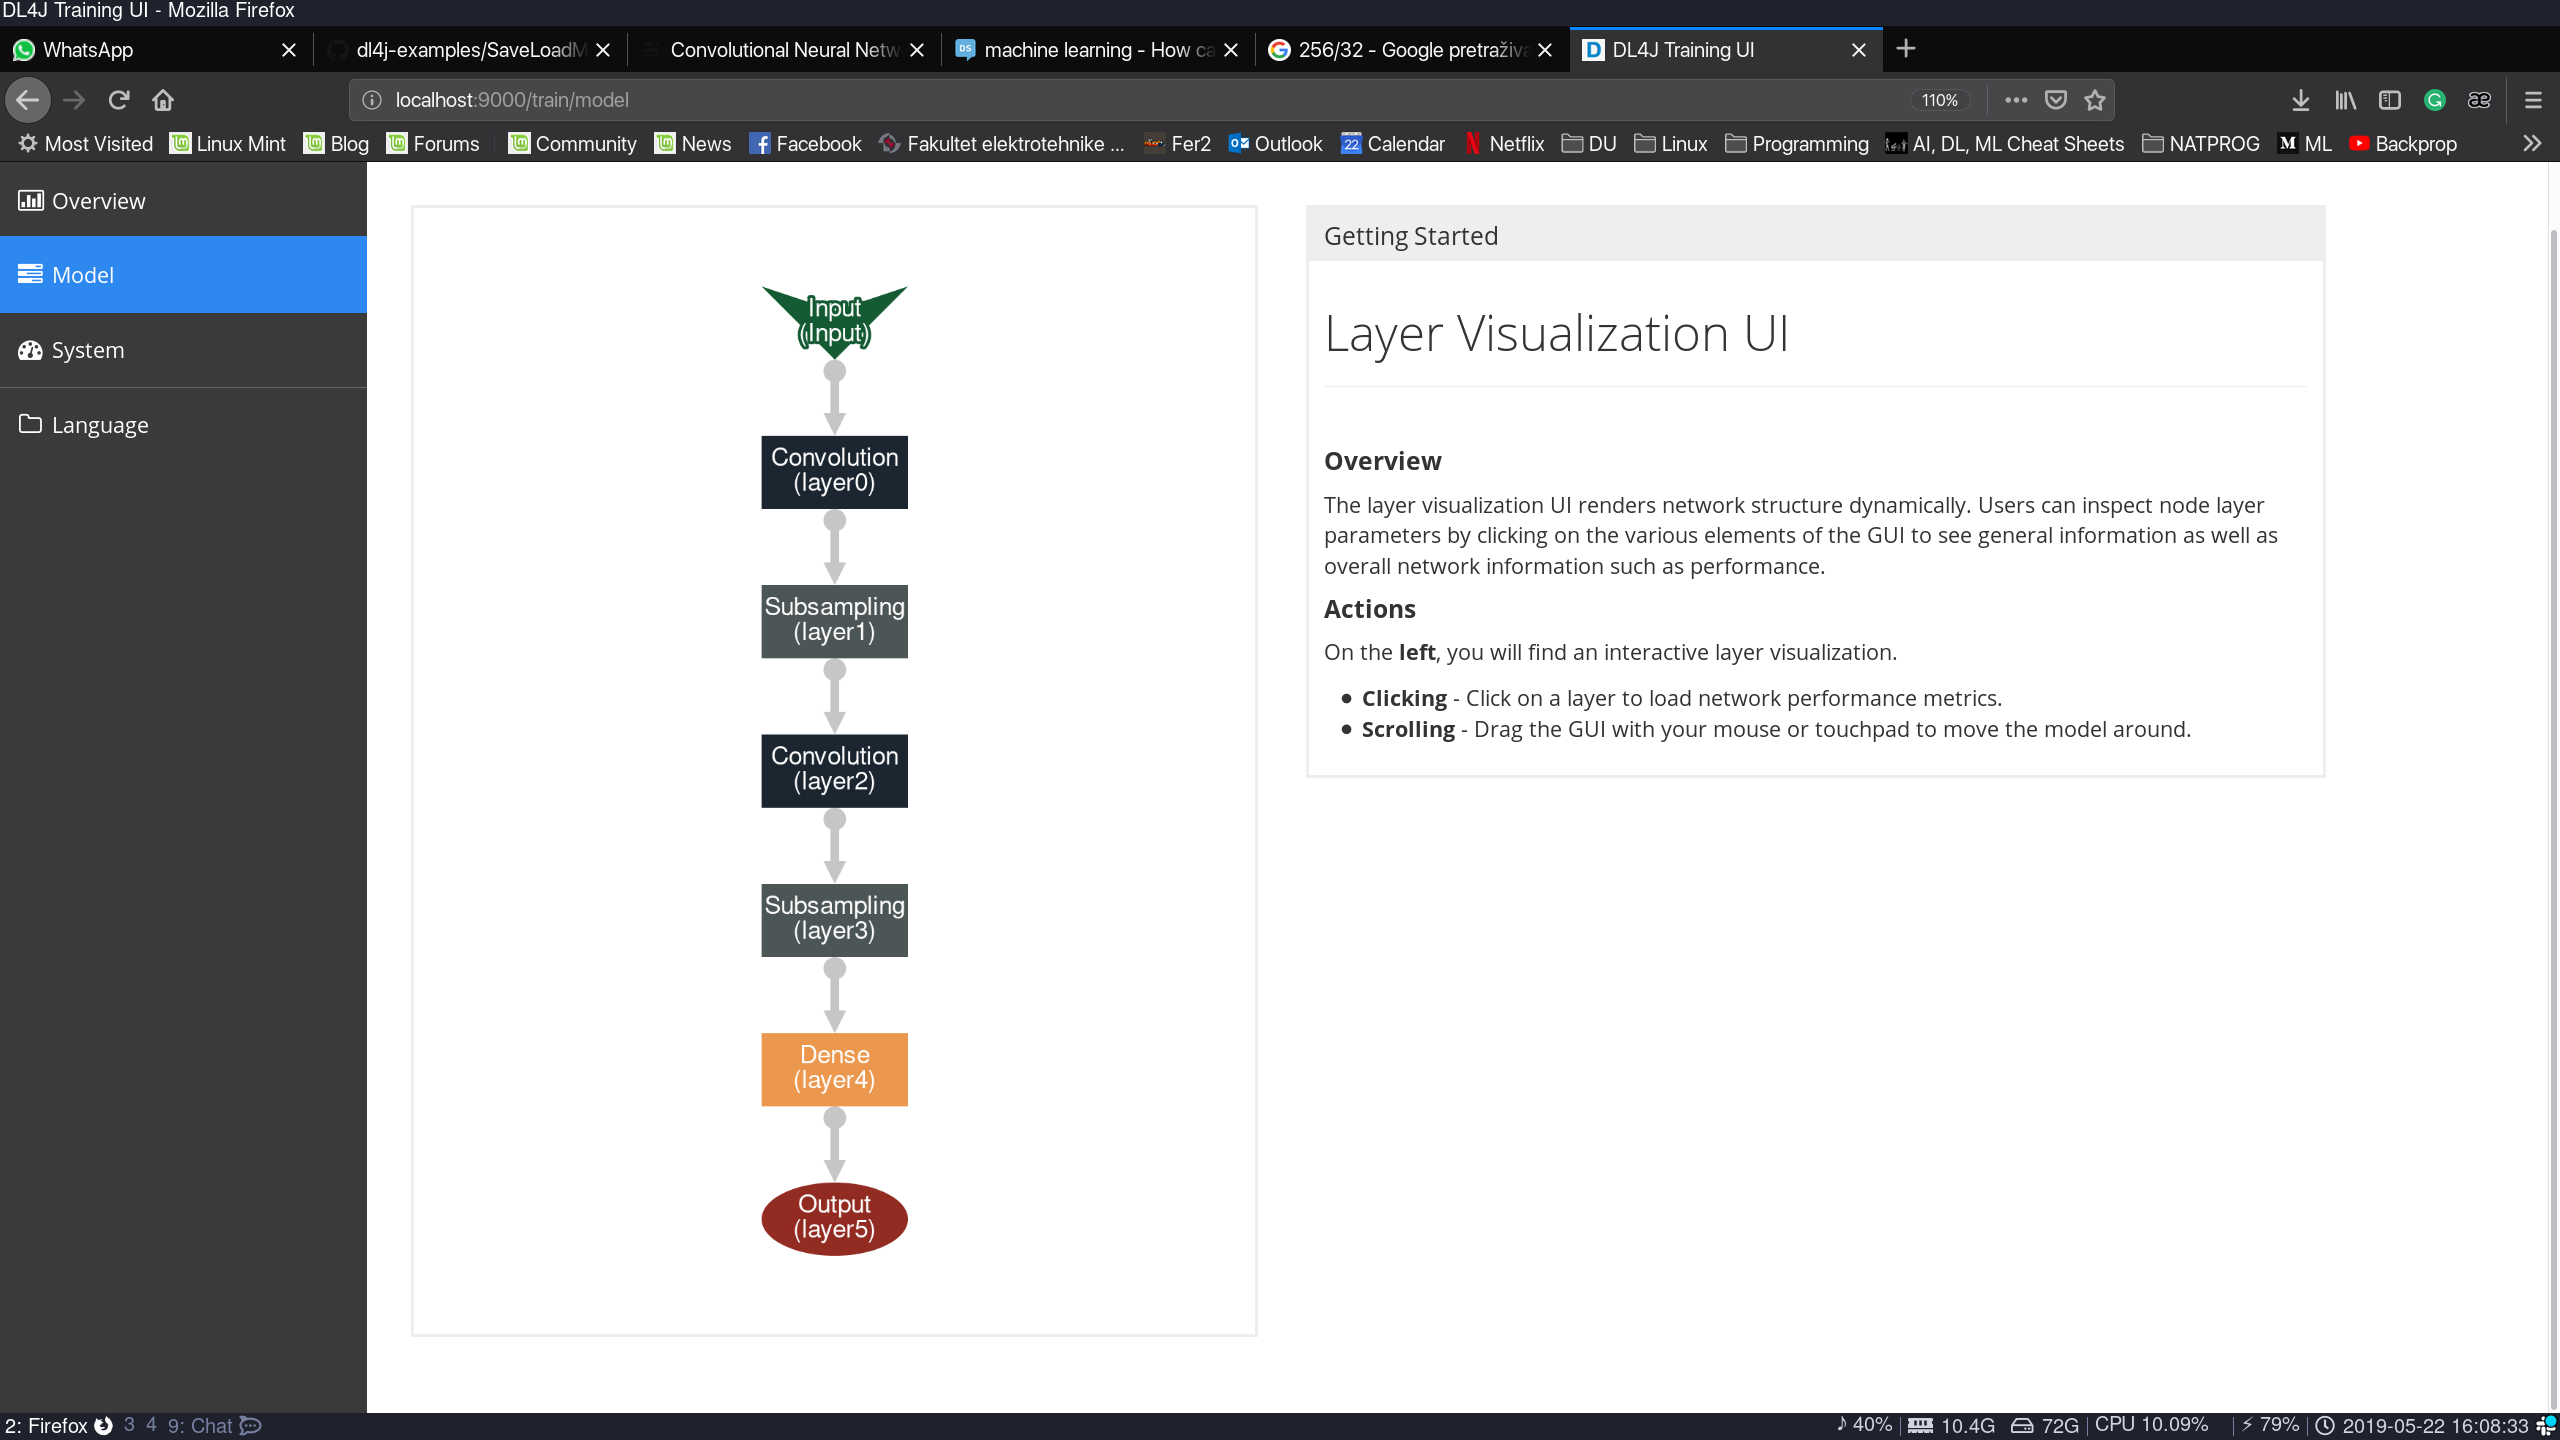 DL4J Training UI - Mozilla Firefox
WhatsApp
dl4j-examples/SaveLoadM
Convolutional Neural Netw
machine learning - How ca
256/32 - Google pretraživa
DL4J Training UI
localhost:9000/train/model
110%
Most Visited
Linux Mint
Blog
Forums
Community
News
Facebook
Fakultet elektrotehnike ...
Fer2
Outlook
22
Calendar
Netflix
DU
Linux
Programming
AI, DL, ML Cheat Sheets
NATPROG
M
ML
Backprop
Overview
Model
System
Language
Input
(Input)
Convolution
(layer0)
Subsampling
(layer1)
Convolution
(layer2)
Subsampling
(layer3)
Dense
(layer4)
Output
(layer5)
Getting Started
Layer Visualization UI
Overview
The layer visualization UI renders network structure dynamically. Users can inspect node layer
parameters by clicking on the various elements of the GUI to see general information as well as
overall network information such as performance.
Actions
On the left, you will find an interactive layer visualization.
Clicking - Click on a layer to load network performance metrics.
Scrolling - Drag the GUI with your mouse or touchpad to move the model around.
2: Firefox 3 4 9: Chat
40% | 10.4G 72G | CPU 10.09% | 79% | 2019-05-22 16:08:33